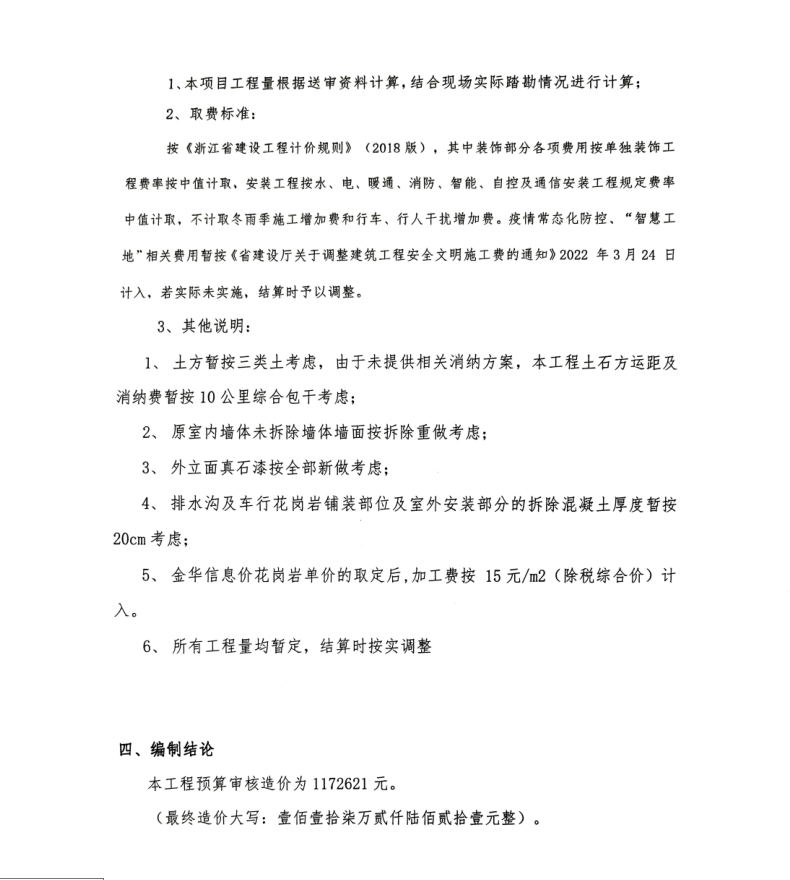 1、本项目工程量根据送审资料计算,结合现场实际踏勘情况进行计算；
2、取费标准：
按《浙江省建设工程计价规则》（2018 版），其中装饰部分各项费用按单独装饰工
程费率按中值计取，安装工程按水、电、暖通、消防、智能、自控及通信安装工程规定费率
中值计取，不计取冬雨季施工增加费和行车、行人干扰增加费。疫情常态化防控、“智慧工
地”相关费用暂按《省建设厅关于调整建筑工程安全文明施工费的通知》2022 年 3 月 24 日
计入，若实际未实施，结算时予以调整。
3、其他说明：
1、 土方暂按三类土考虑，由于未提供相关消纳方案，本工程土石方运距及
消纳费暂按 10 公里综合包干考虑；
2、 原室内墙体未拆除墙体墙面按拆除重做考虑；
3、 外立面真石漆按全部新做考虑；
4、 排水沟及车行花岗岩铺装部位及室外安装部分的拆除混凝土厚度暂按
20cm 考虑；
5、 金华信息价花岗岩单价的取定后,加工费按 15 元/m2（除税综合价）计
入。
6、 所有工程量均暂定，结算时按实调整
四、编制结论
本工程预算审核造价为 1172621 元。
（最终造价大写：壹佰壹拾柒万贰仟陆佰贰拾壹元整）。